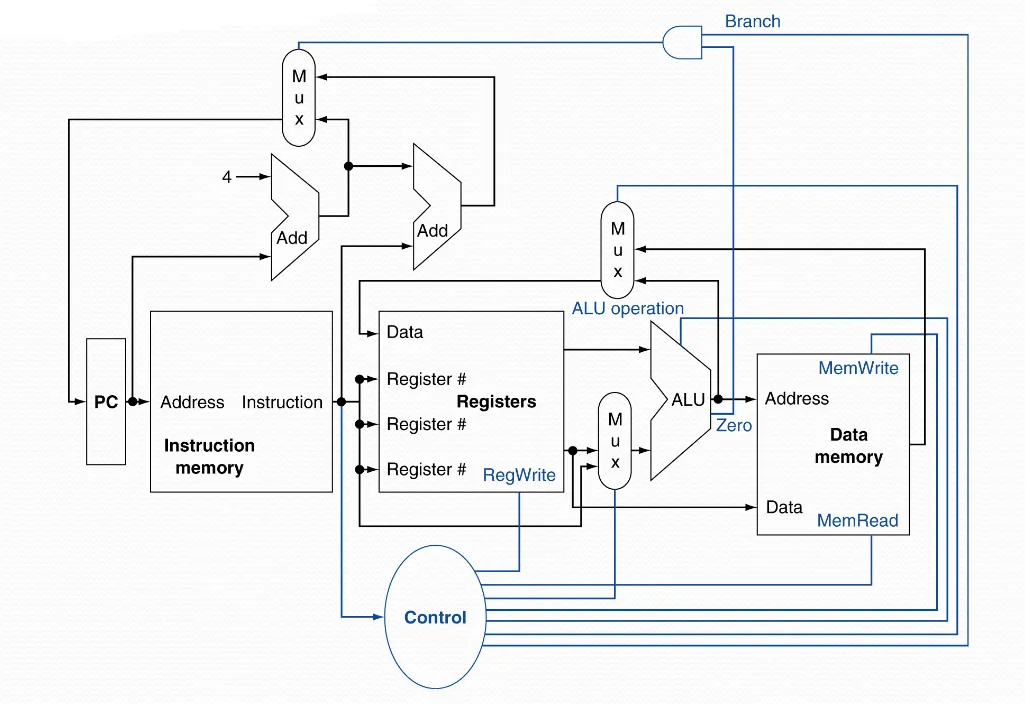 Branch
M
u
x
4
Add
Add
M
u
x
ALU operation
Data
Register #
Registers
Register #
Register #
RegWrite
PC
Address Instruction
Instruction
memory
M
u
x
ALU
Zero
MemWrite
Address
Data
memory
Data
MemRead
Control